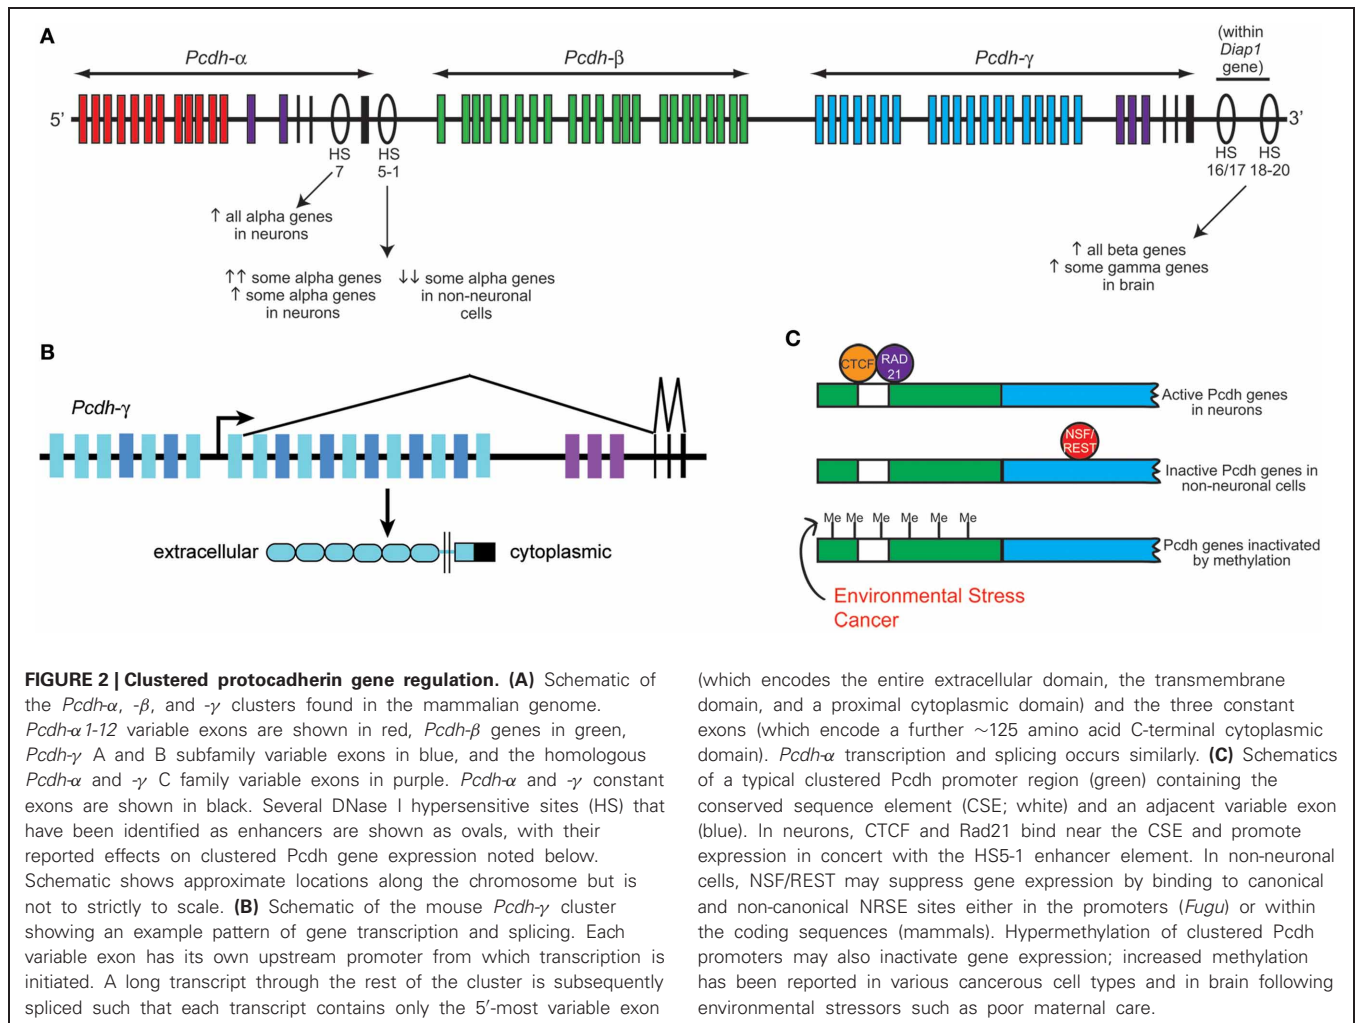 A
Pcdh-α
Pcdh-β
Pcdh-γ
(within
Diap1
gene)
5’
3’
HS
7
HS
5-1
HS
16/17
HS
18-20
↑ all alpha genes
in neurons
↑↑ some alpha genes
↑ some alpha genes
in neurons
↓↓ some alpha genes
in non-neuronal
cells
↑ all beta genes
↑ some gamma genes
in brain
B
Pcdh-γ
extracellular
cytoplasmic
C
CTCF
RAD
21
Active Pcdh genes
in neurons
NSF/
REST
Inactive Pcdh genes in
non-neuronal cells
Me Me Me Me Me Me
Pcdh genes inactivated
by methylation
Environmental Stress
Cancer
FIGURE 2 | Clustered protocadherin gene regulation. (A) Schematic of
the Pcdh-α, -β, and -γ clusters found in the mammalian genome.
Pcdh-α1-12 variable exons are shown in red, Pcdh-β genes in green,
Pcdh-γ A and B subfamily variable exons in blue, and the homologous
Pcdh-α and -γ C family variable exons in purple. Pcdh-α and -γ constant
exons are shown in black. Several DNase I hypersensitive sites (HS) that
have been identified as enhancers are shown as ovals, with their
reported effects on clustered Pcdh gene expression noted below.
Schematic shows approximate locations along the chromosome but is
not to strictly to scale. (B) Schematic of the mouse Pcdh-γ cluster
showing an example pattern of gene transcription and splicing. Each
variable exon has its own upstream promoter from which transcription is
initiated. A long transcript through the rest of the cluster is subsequently
spliced such that each transcript contains only the 5′-most variable exon
(which encodes the entire extracellular domain, the transmembrane
domain, and a proximal cytoplasmic domain) and the three constant
exons (which encode a further ∼125 amino acid C-terminal cytoplasmic
domain). Pcdh-α transcription and splicing occurs similarly. (C) Schematics
of a typical clustered Pcdh promoter region (green) containing the
conserved sequence element (CSE; white) and an adjacent variable exon
(blue). In neurons, CTCF and Rad21 bind near the CSE and promote
expression in concert with the HS5-1 enhancer element. In non-neuronal
cells, NSF/REST may suppress gene expression by binding to canonical
and non-canonical NRSE sites either in the promoters (Fugu) or within
the coding sequences (mammals). Hypermethylation of clustered Pcdh
promoters may also inactivate gene expression; increased methylation
has been reported in various cancerous cell types and in brain following
environmental stressors such as poor maternal care.